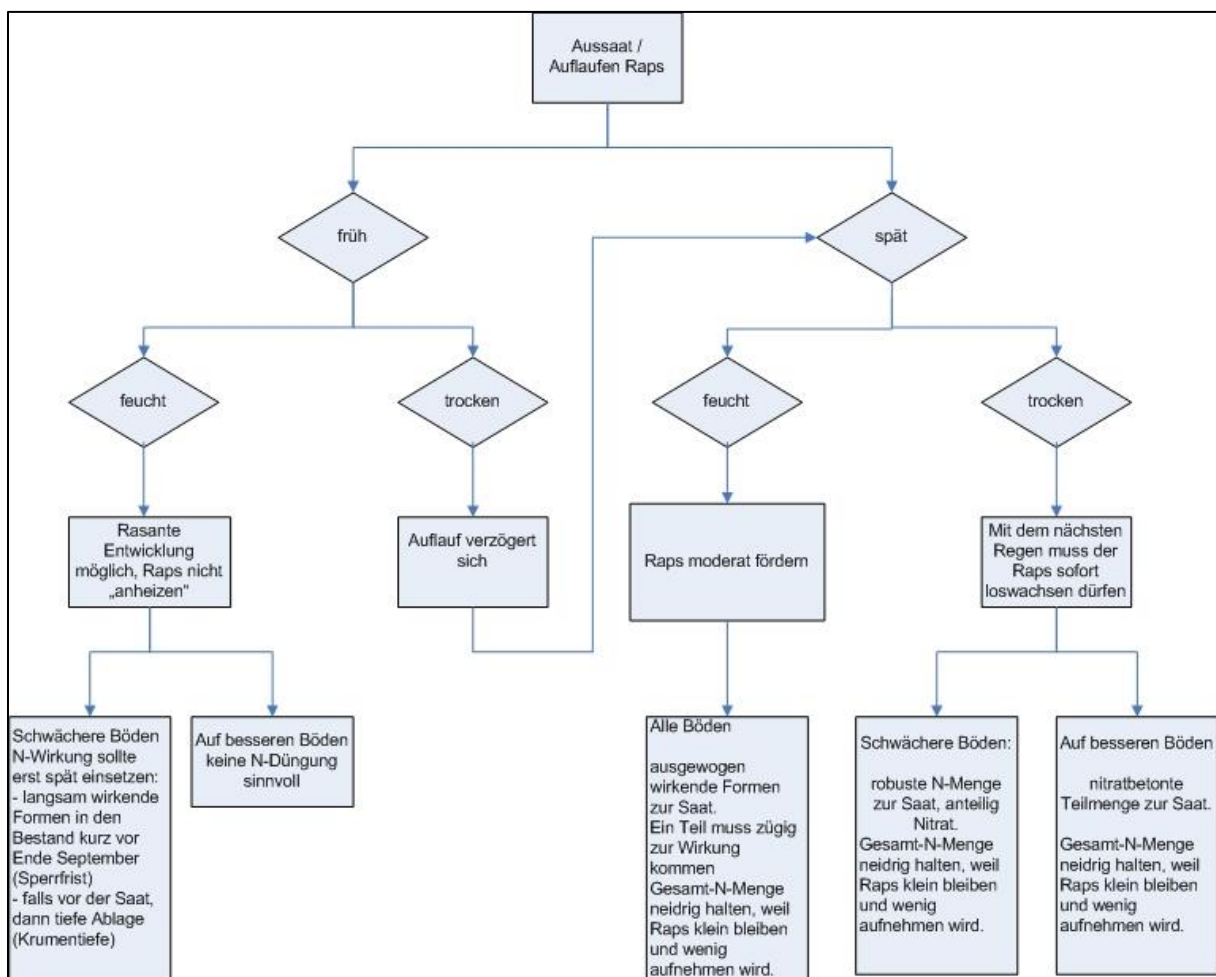 Aussaat /
Auflaufen Raps
früh
spät
feucht
trocken
feucht
trocken
Rasante
Entwicklung
möglich, Raps nicht
„anheizen“
Auflauf verzögert
sich
Raps moderat fördern
Mit dem nächsten
Regen muss der
Raps sofort
loswachsen dürfen
Schwächere Böden
N-Wirkung sollte
erst spät einsetzen:
- langsam wirkende
Formen in den
Bestand kurz vor
Ende September
(Sperrfrist)
- falls vor der Saat,
dann tiefe Ablage
(Krumentiefe)
Auf besseren Böden
keine N-Düngung
sinnvoll
Alle Böden
ausgewogen
wirkende Formen
zur Saat.
Ein Teil muss zügig
zur Wirkung
kommen
Gesamt-N-Menge
neidrig halten, weil
Raps klein bleiben
und wenig
aufnehmen wird.
Schwächere Böden:
robuste N-Menge
zur Saat, anteilig
Nitrat.
Gesamt-N-Menge
neidrig halten, weil
Raps klein bleiben
und wenig
aufnehmen wird.
Auf besseren Böden
nitratbetonte
Teilmenge zur Saat.
Gesamt-N-Menge
neidrig halten, weil
Raps klein bleiben
und wenig
aufnehmen wird.